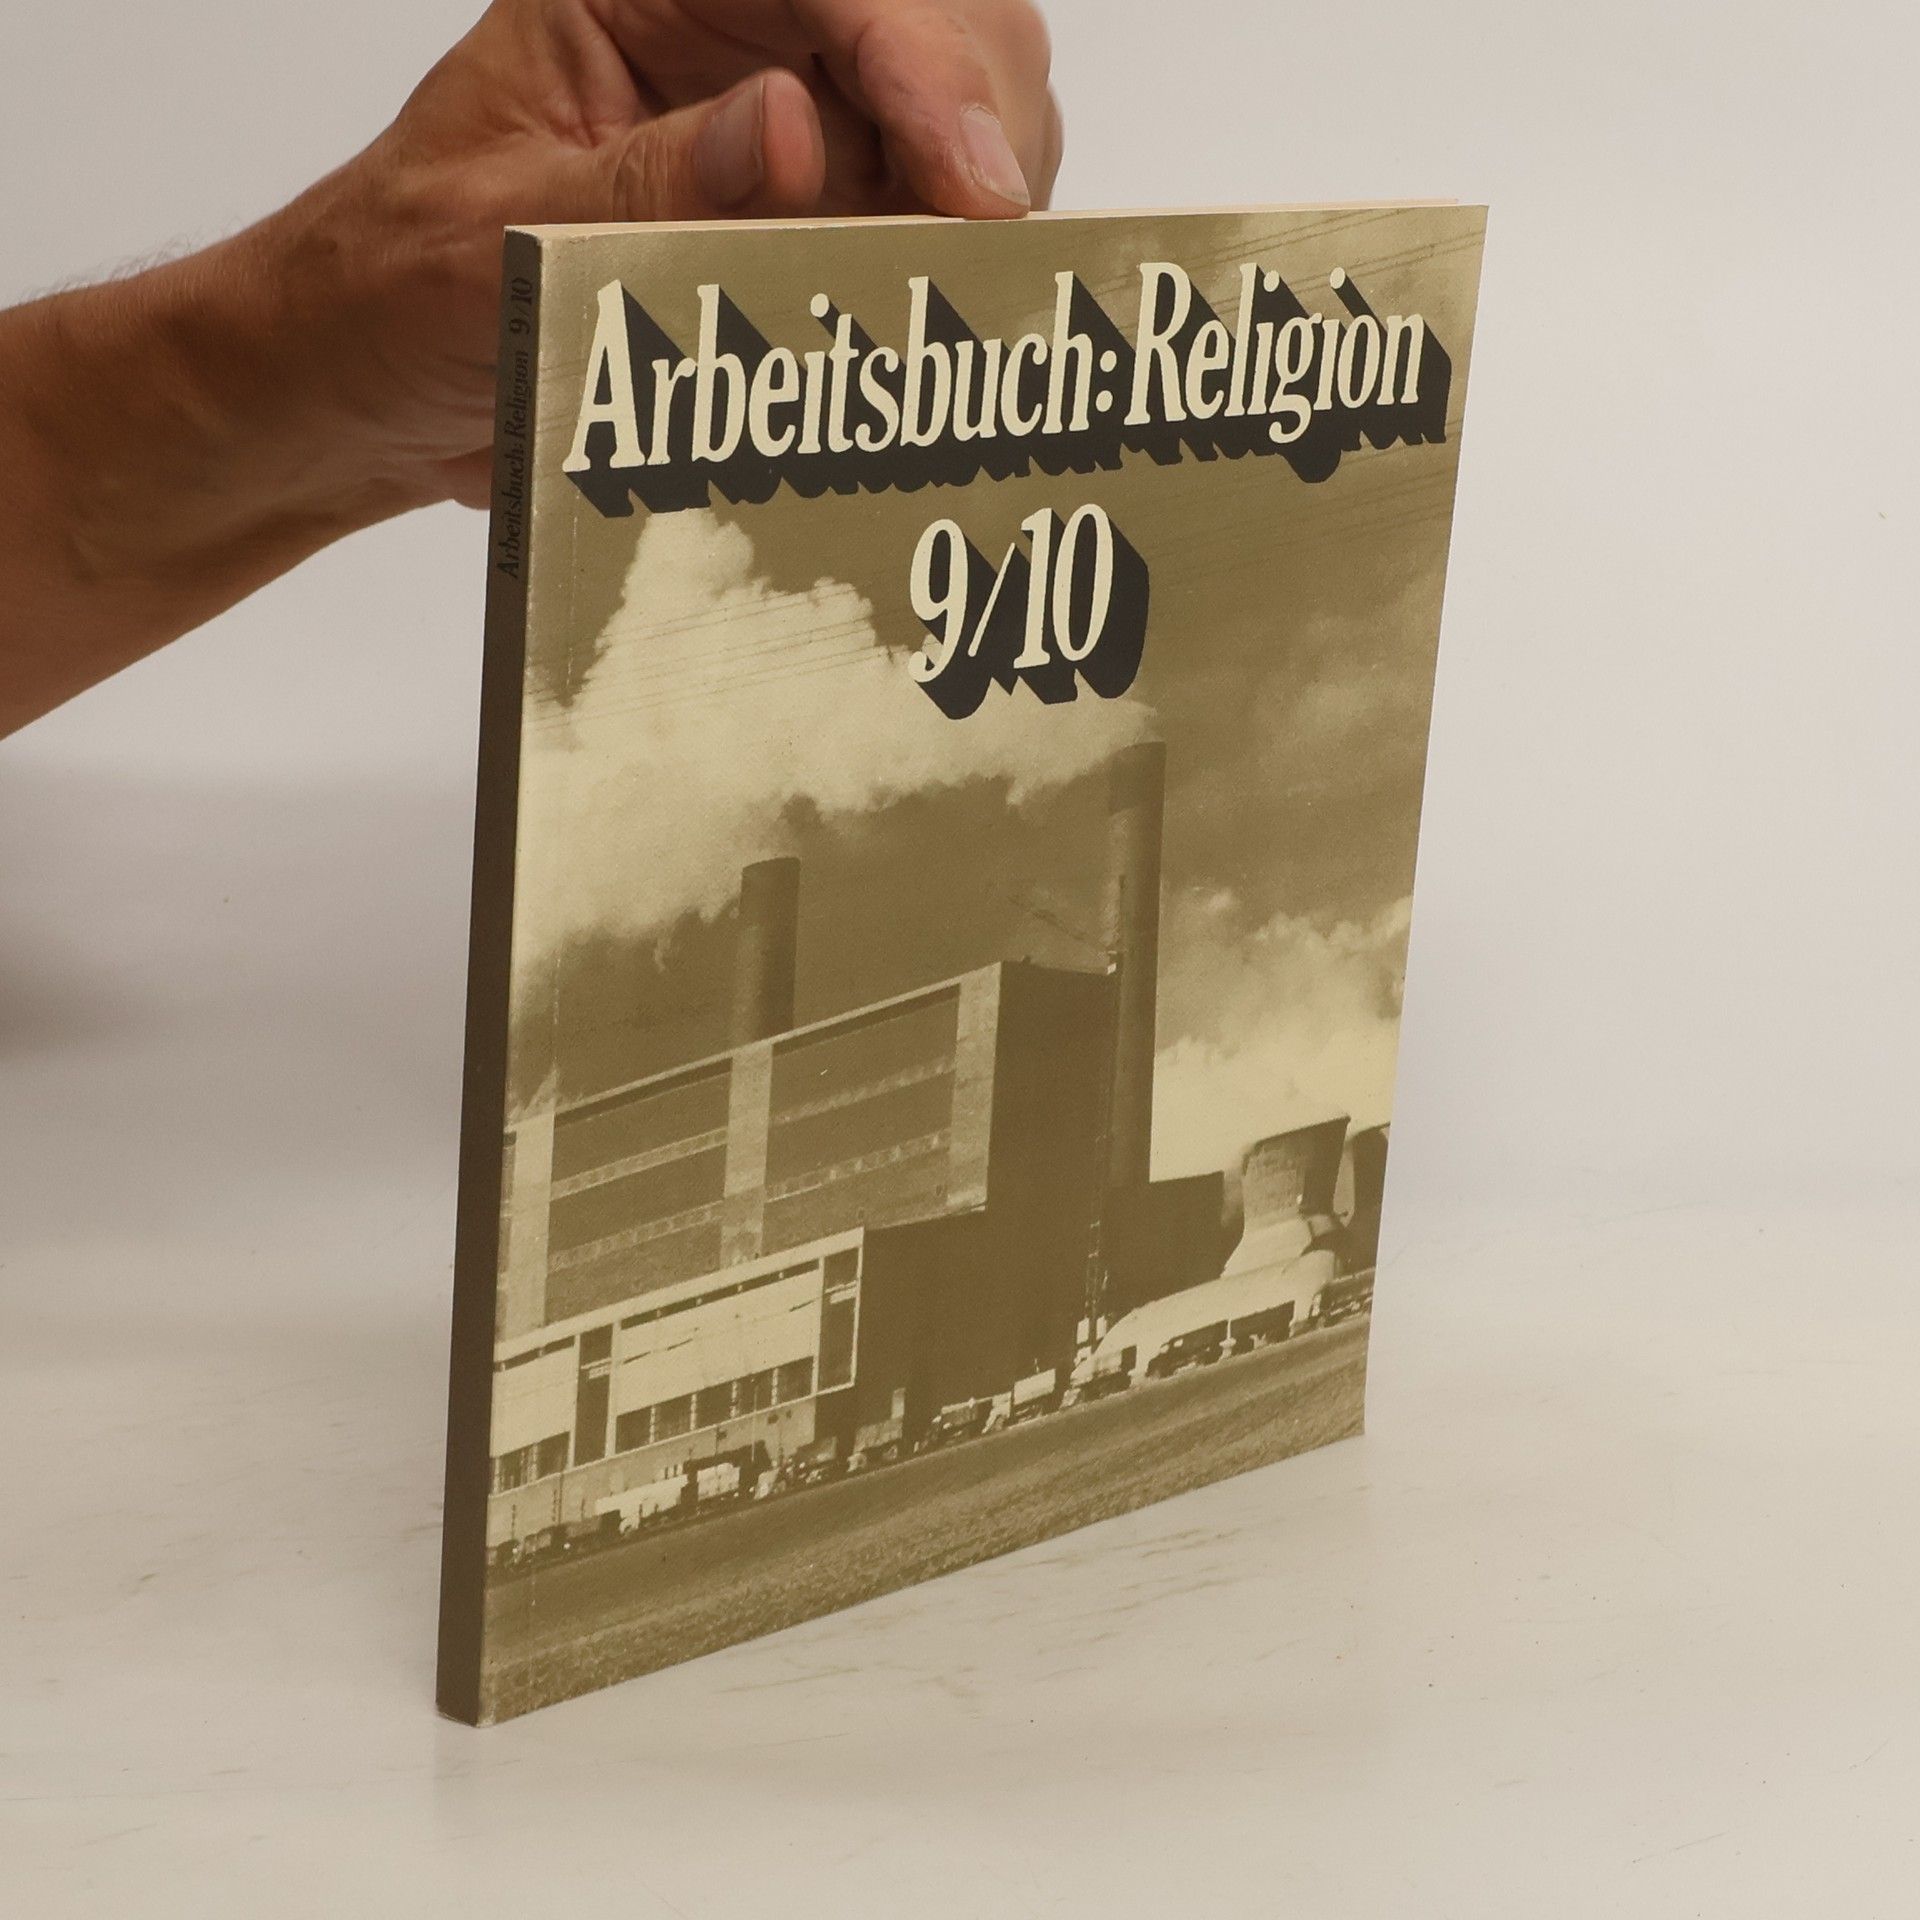 Arbeitsbuch: Religion 9/10
Arbeitsbuch: Religion
9/10